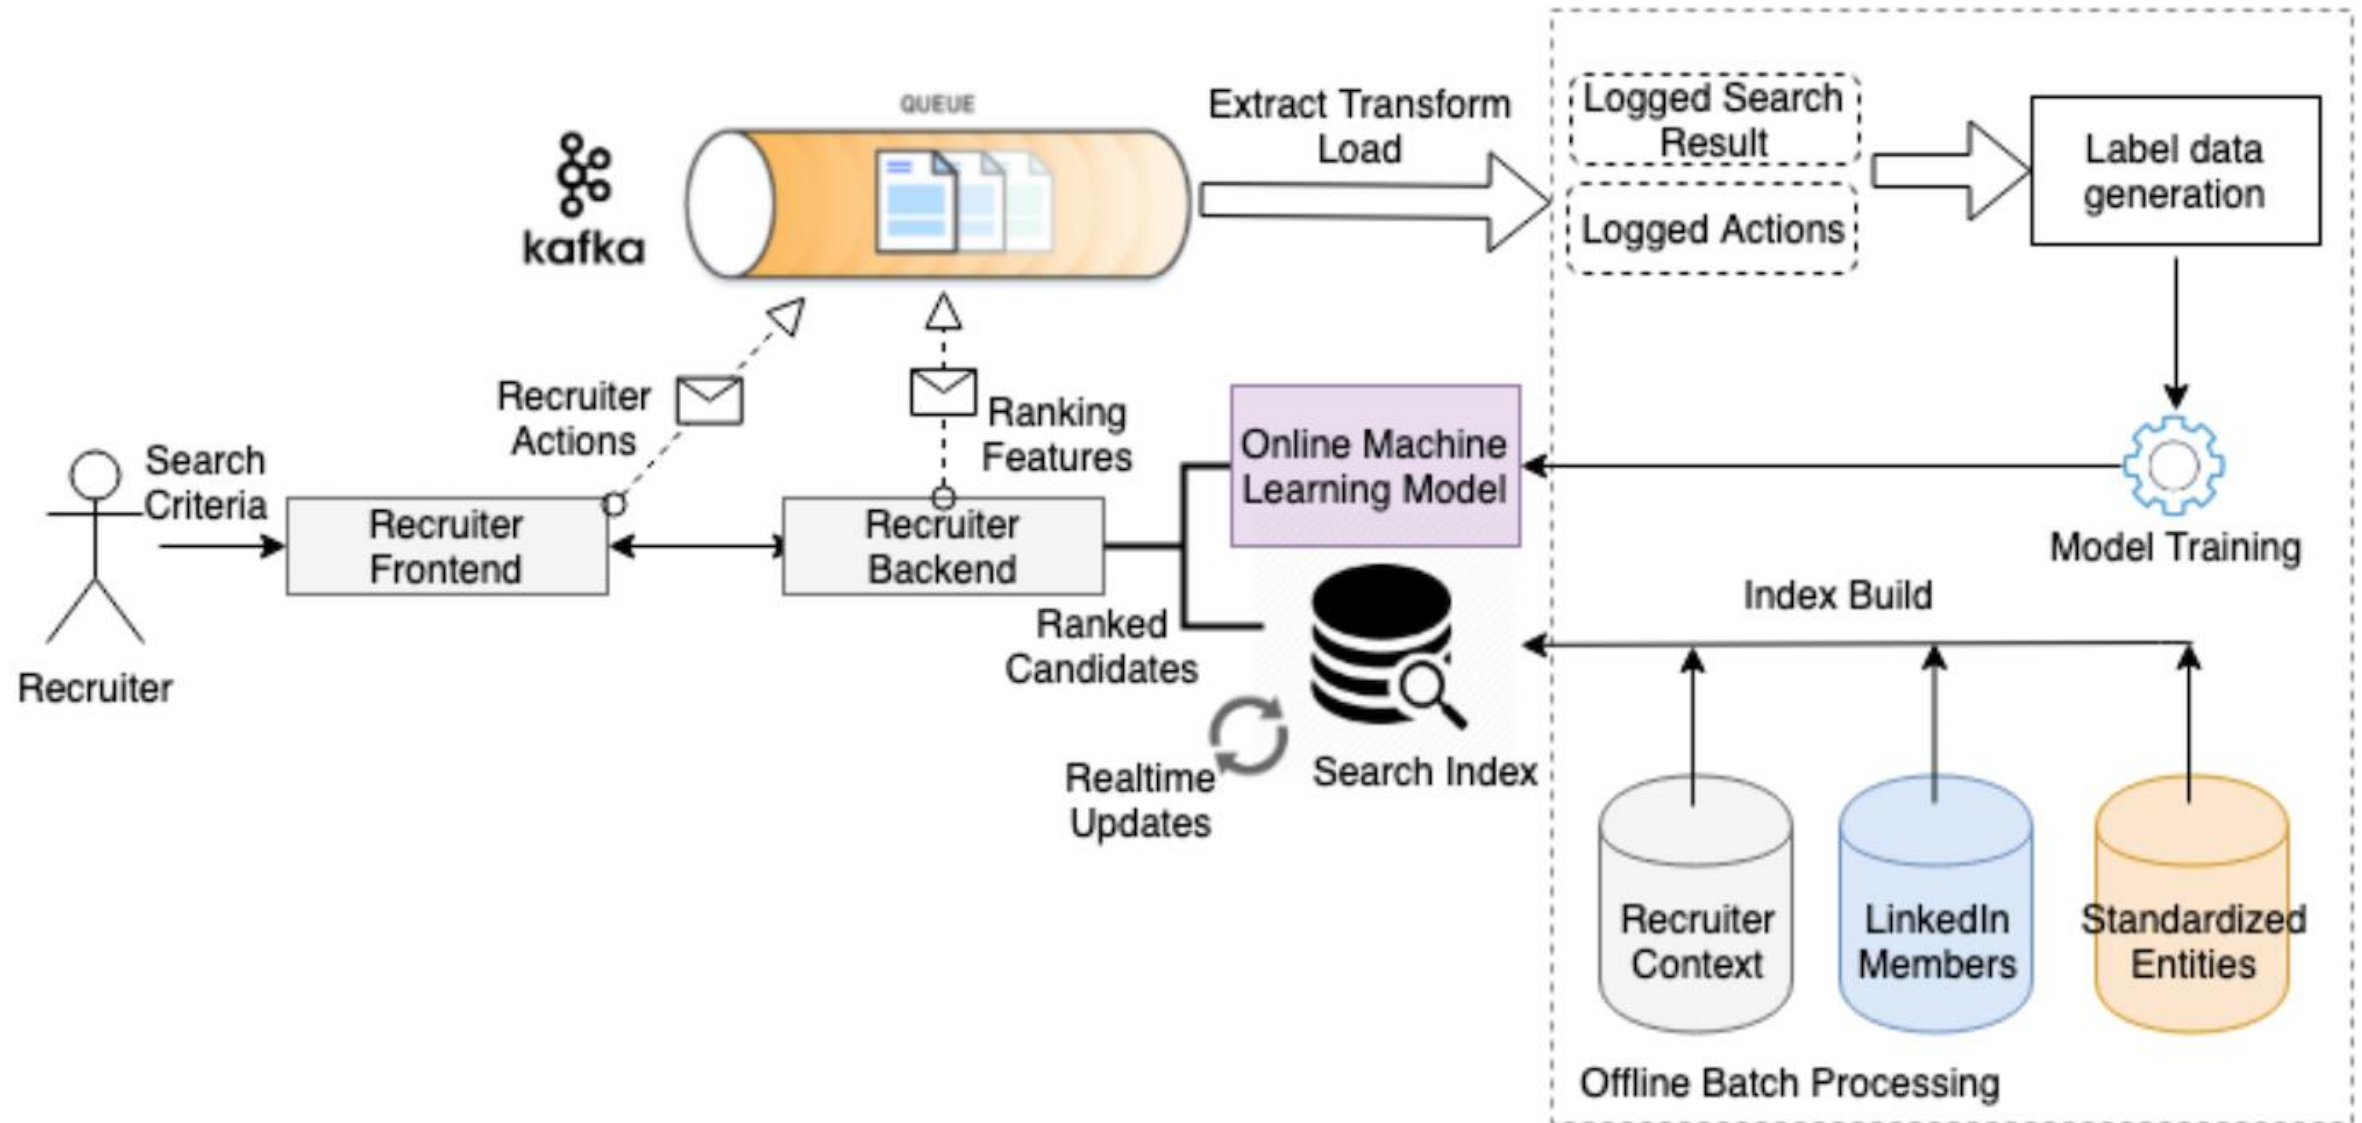 QUEUE
kafka
Extract Transform
Load
Logged Search
Result
Logged Actions
Label data
generation
Recruiter
Actions
Ranking
Features
Online Machine
Learning Model
Search
Criteria
Recruiter
Frontend
Recruiter
Backend
Model Training
Index Build
Ranked
Candidates
Recruiter
Realtime
Updates
Search Index
Recruiter
Context
LinkedIn
Members
Standardized
Entities
Offline Batch Processing